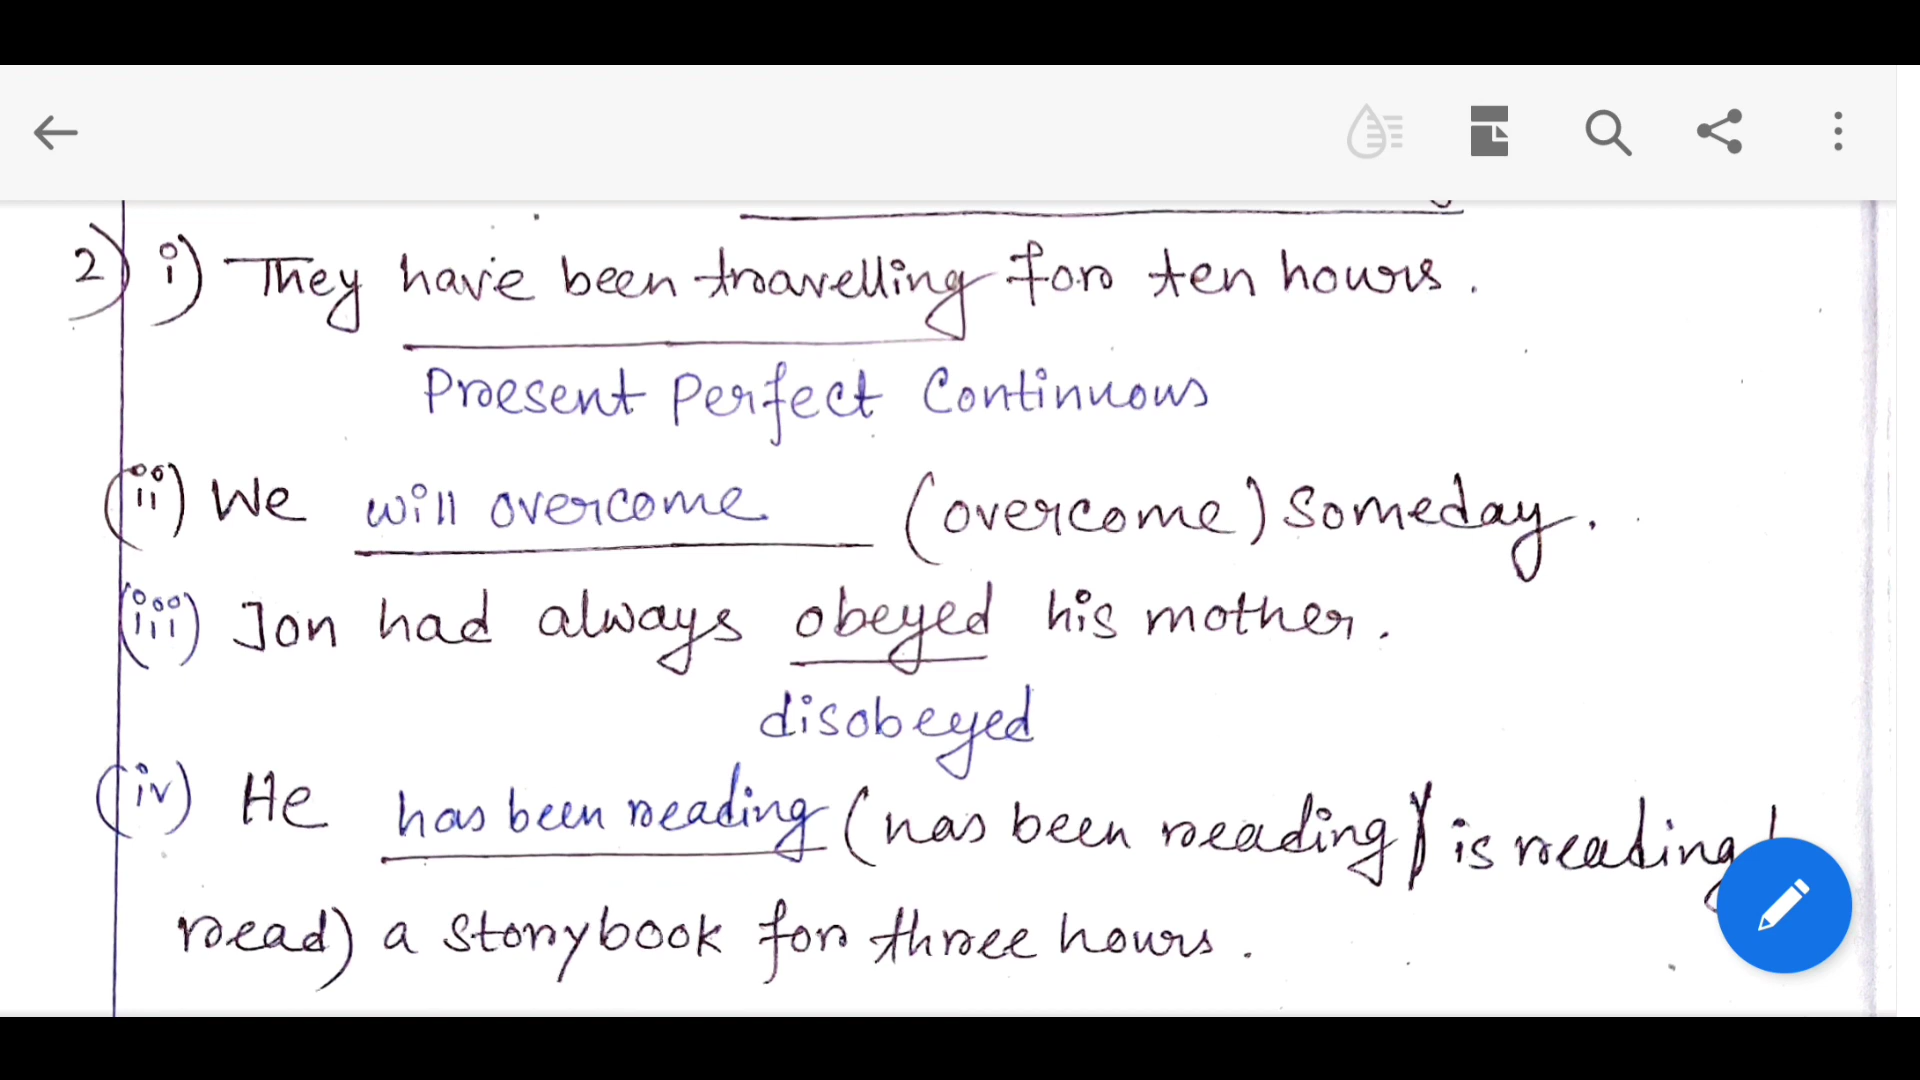 2) i) They have been travelling for ten hours.
Present Perfect Continuous
(ii) We will overcome (overcome) someday.
(iii) Jon had always obeyed his mother.
disobeyed
(iv) He has been reading (has been reading / is reading /
read) a storybook for three hours.